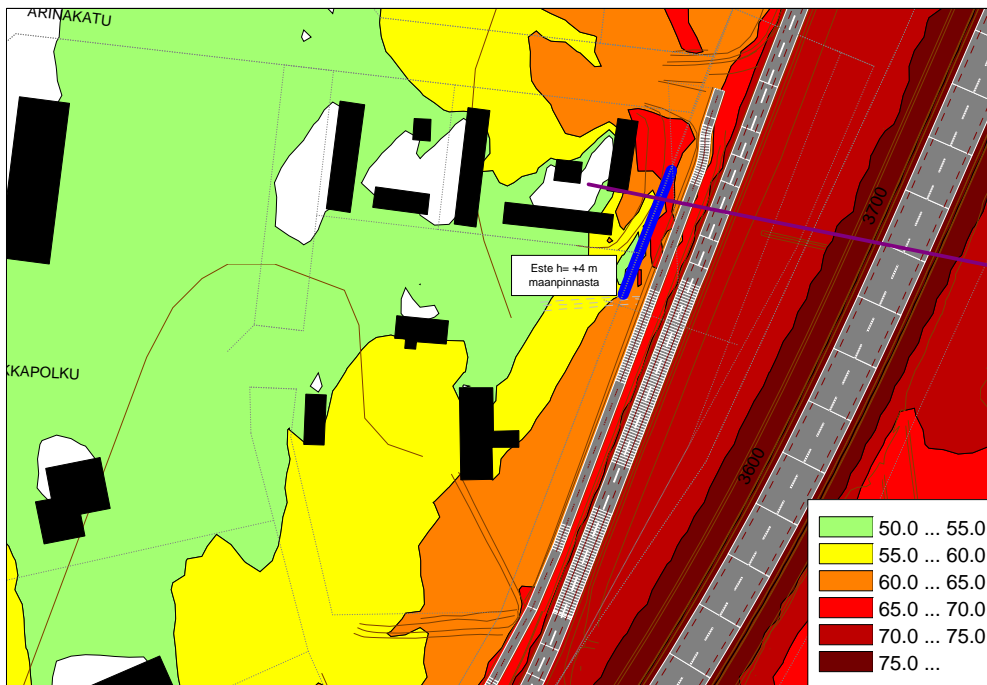 ARINAKATU
3700
Este h= +4 m
maanpinnasta
KKAPOLKU
3600
50.0 ... 55.0
55.0 ... 60.0
60.0 ... 65.0
65.0 ... 70.0
70.0 ... 75.0
75.0 ...